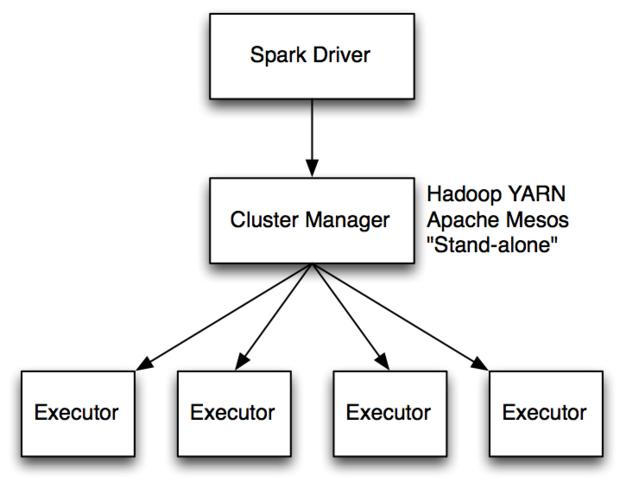 Spark Driver
Cluster Manager
Hadoop YARN
Apache Mesos
"Stand-alone"
Executor
Executor
Executor
Executor